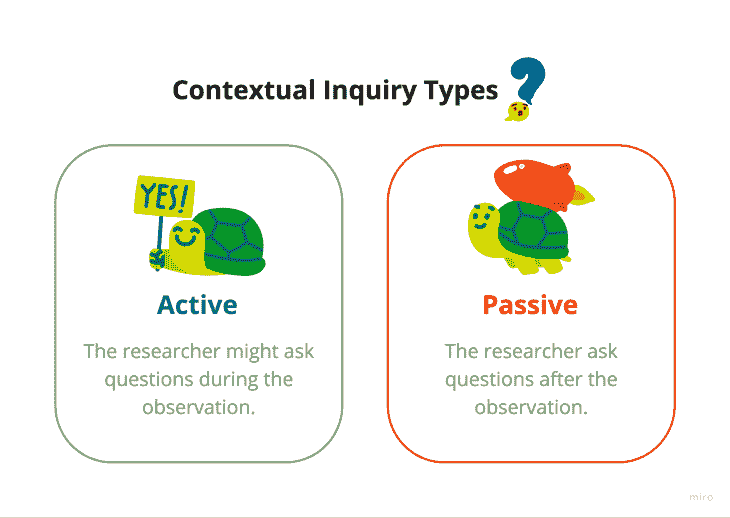 Contextual Inquiry Types
YES!
Active
The researcher might ask
questions during the
observation.
Passive
The researcher ask
questions after the
observation.
miro